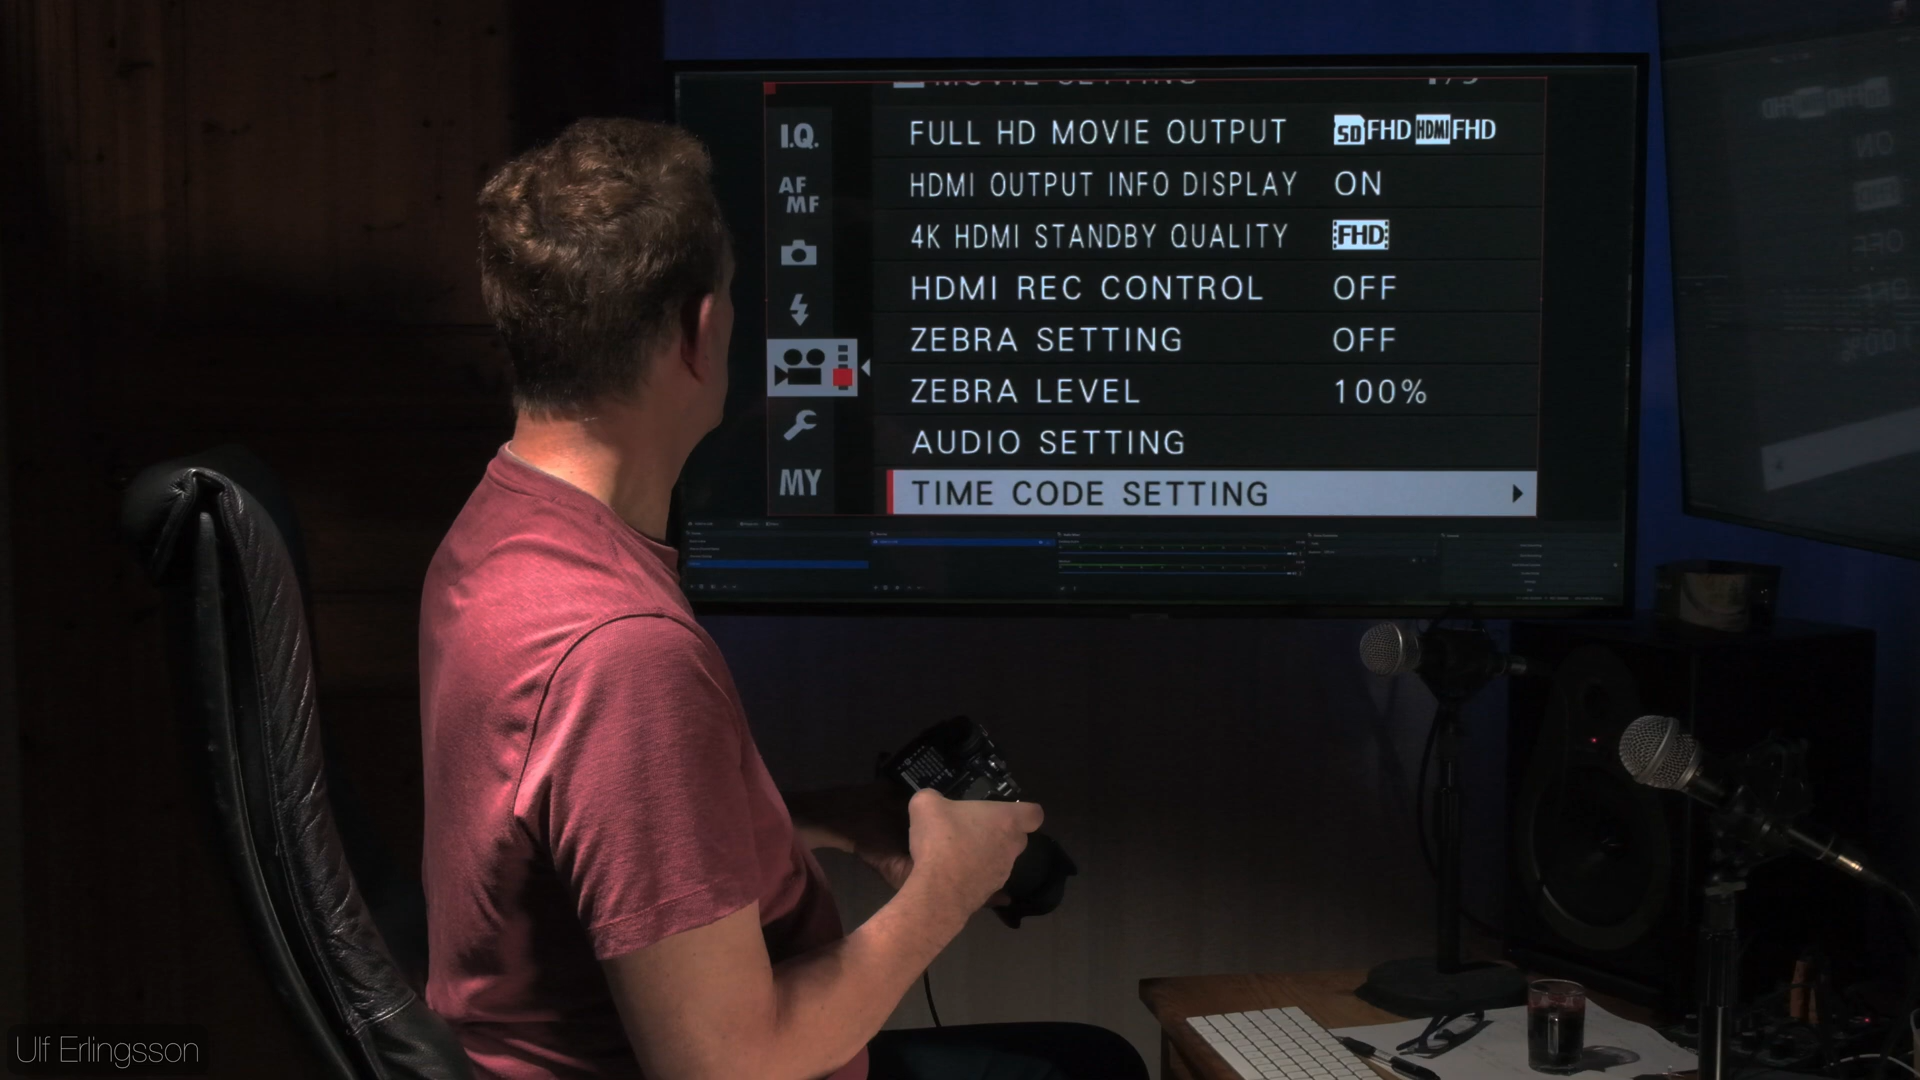 MOVIE SETTING
I.Q.
FULL HD MOVIE OUTPUT SD FHD HDMI FHD
AF
MF
HDMI OUTPUT INFO DISPLAY ON
4K HDMI STANDBY QUALITY FHD
HDMI REC CONTROL OFF
ZEBRA SETTING OFF
ZEBRA LEVEL 100%
AUDIO SETTING
MY
TIME CODE SETTING
Ulf Erlingsson